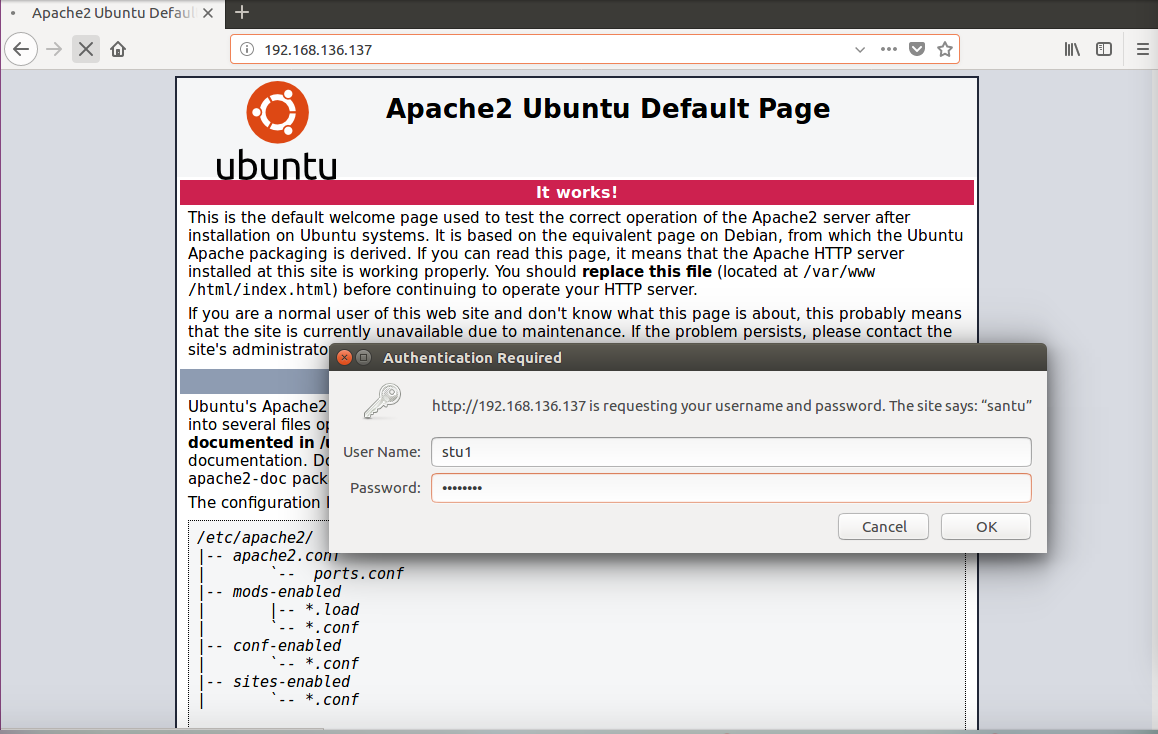 Apache2 Ubuntu Defaul
192.168.136.137
ubuntu
Apache2 Ubuntu Default Page
It works!
This is the default welcome page used to test the correct operation of the Apache2 server after
installation on Ubuntu systems. It is based on the equivalent page on Debian, from which the Ubuntu
Apache packaging is derived. If you can read this page, it means that the Apache HTTP server
installed at this site is working properly. You should replace this file (located at /var/www
/html/index.html) before continuing to operate your HTTP server.
If you are a normal user of this web site and don't know what this page is about, this probably means
that the site is currently unavailable due to maintenance. If the problem persists, please contact the
site's administrato
Authentication Required
http://192.168.136.137 is requesting your username and password. The site says: “santu”
User Name: stu1
Password: ••••••••
Cancel OK
Ubuntu's Apache2
into several files op
documented in /u
documentation. Do
apache2-doc pack
The configuration l
/etc/apache2/
|-- apache2.conf
|       `--  ports.conf
|-- mods-enabled
|       |-- *.load
|       `-- *.conf
|-- conf-enabled
|       `-- *.conf
|-- sites-enabled
|       `-- *.conf